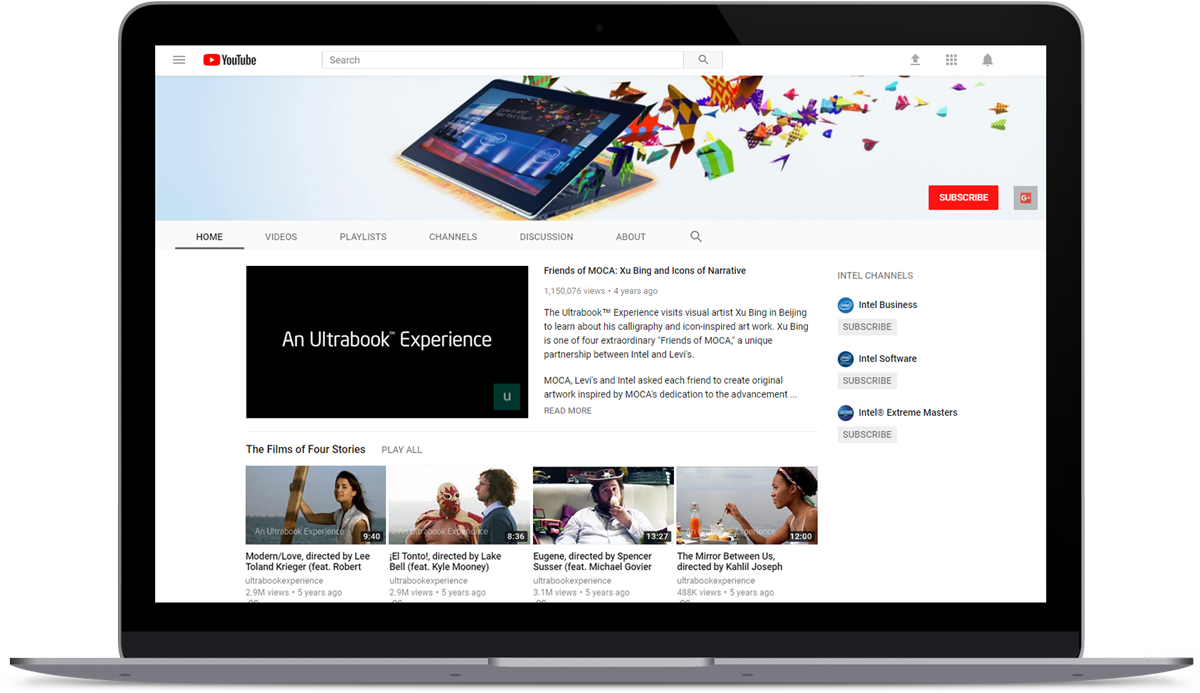 YouTube
Search
SUBSCRIBE
G+
HOME
VIDEOS
PLAYLISTS
CHANNELS
DISCUSSION
ABOUT
An Ultrabook™ Experience
u
Friends of MOCA: Xu Bing and Icons of Narrative
1,150,076 views • 4 years ago
The Ultrabook™ Experience visits visual artist Xu Bing in Beijing
to learn about his calligraphy and icon-inspired art work. Xu Bing
is one of four extraordinary "Friends of MOCA," a unique
partnership between Intel and Levi's.
MOCA, Levi's and Intel asked each friend to create original
artwork inspired by MOCA's dedication to the advancement ...
READ MORE
INTEL CHANNELS
Intel Business
SUBSCRIBE
Intel Software
SUBSCRIBE
Intel® Extreme Masters
SUBSCRIBE
The Films of Four Stories
PLAY ALL
An Ultrabook Experience
9:40
An Ultrabook Experience
8:36
13:27
Experience
12:00
Modern/Love, directed by Lee
Toland Krieger (feat. Robert
ultrabookexperience
2.9M views • 5 years ago
¡El Tonto!, directed by Lake
Bell (feat. Kyle Mooney)
ultrabookexperience
2.9M views • 5 years ago
Eugene, directed by Spencer
Susser (feat. Michael Govier
ultrabookexperience
3.1M views • 5 years ago
The Mirror Between Us,
directed by Kahlil Joseph
ultrabookexperience
488K views • 5 years ago